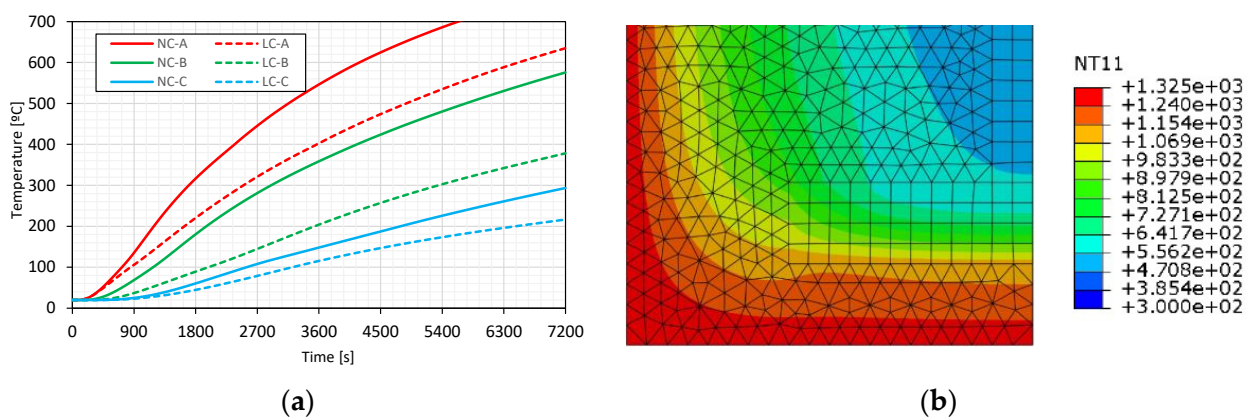 700
600
500
400
300
200
100
0
Temperature [ºC]
NC-A LC-A
NC-B LC-B
NC-C LC-C
0 900 1800 2700 3600 4500 5400 6300 7200
Time [s]
(a)
NT11
+1.325e+03
+1.240e+03
+1.154e+03
+1.069e+03
+9.833e+02
+8.979e+02
+8.125e+02
+7.271e+02
+6.417e+02
+5.562e+02
+4.708e+02
+3.854e+02
+3.000e+02
(b)